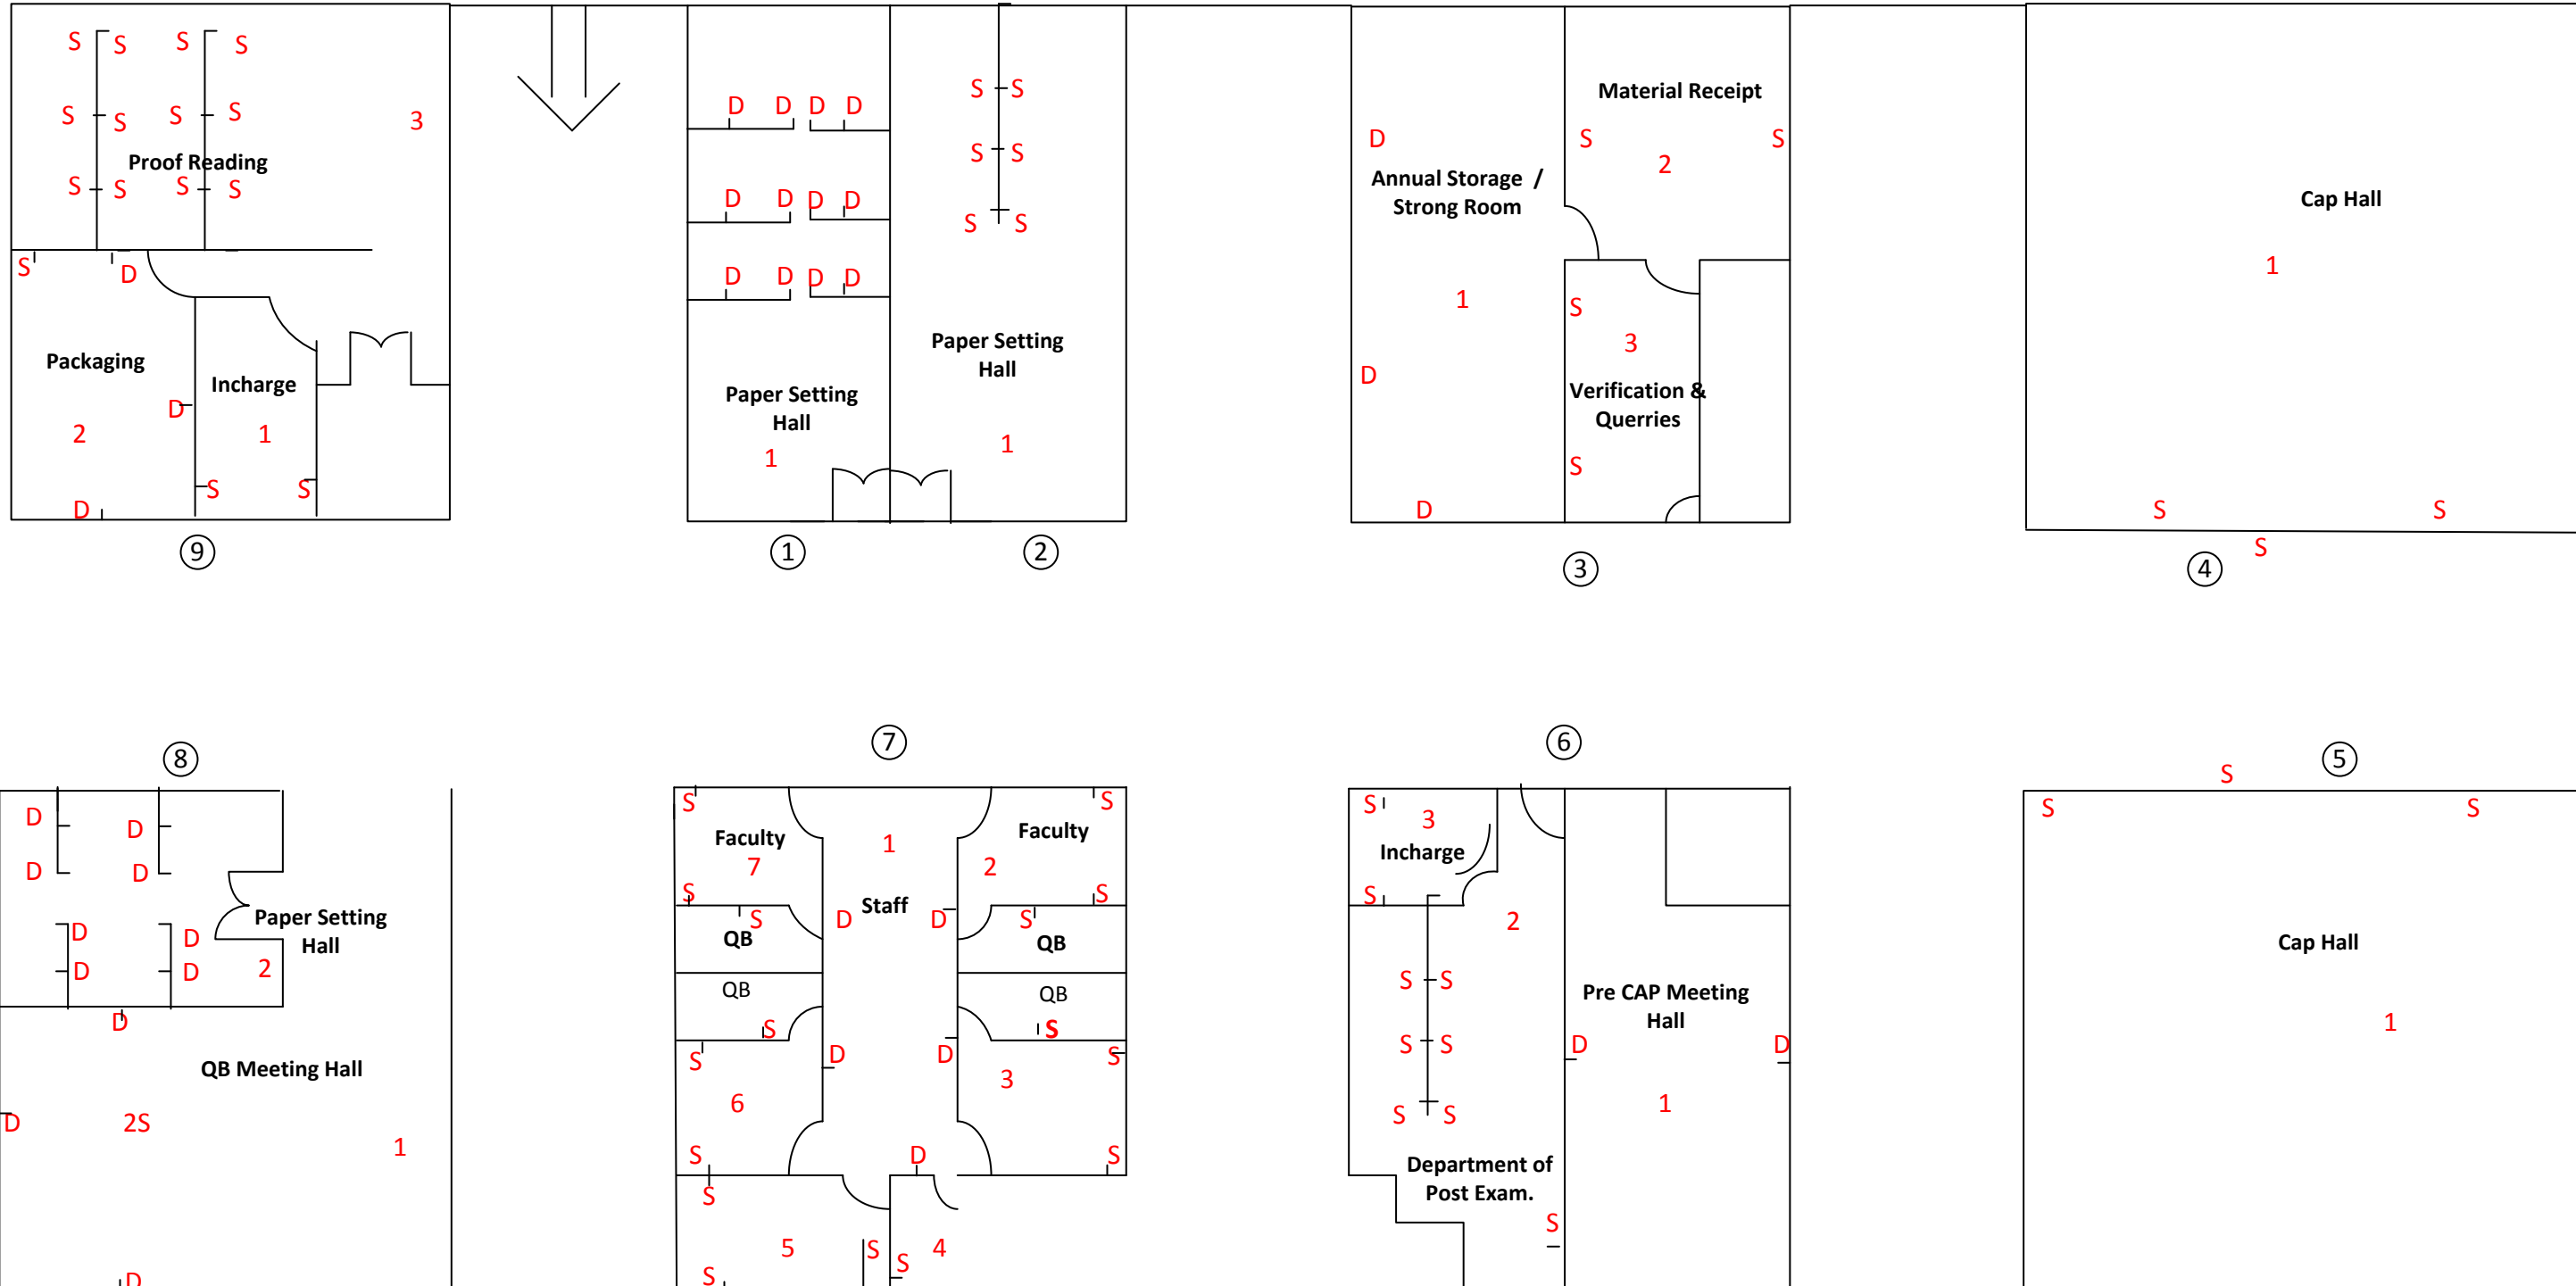 S S S S
S S S S
Proof Reading
S S S S
3
S D
Packaging
Incharge
D
2 1
S S
D
9
D D D D
D D D D
D D D D
Paper Setting
Hall
1
1
S S
S S
S S
Paper Setting
Hall
1
2
D
Annual Storage /
Strong Room
1
D
D
Material Receipt
S S
2
S
3
Verification &
Querries
S
3
Cap Hall
1
S S
S
4
8
D D
D D
D D
D D
Paper Setting
Hall
2
D
QB Meeting Hall
D 2S
1
D
7
S S
Faculty 1 Faculty
7 2
S S
Staff
S D D S
QB QB
QB QB
S S
S D D S
6 3
S D S
S
5 S 4
S
S
6
S 3
Incharge
S
2
S S
S S
S S
Department of
Post Exam.
S
Pre CAP Meeting
Hall
D D
1
S
5
S S
Cap Hall
1